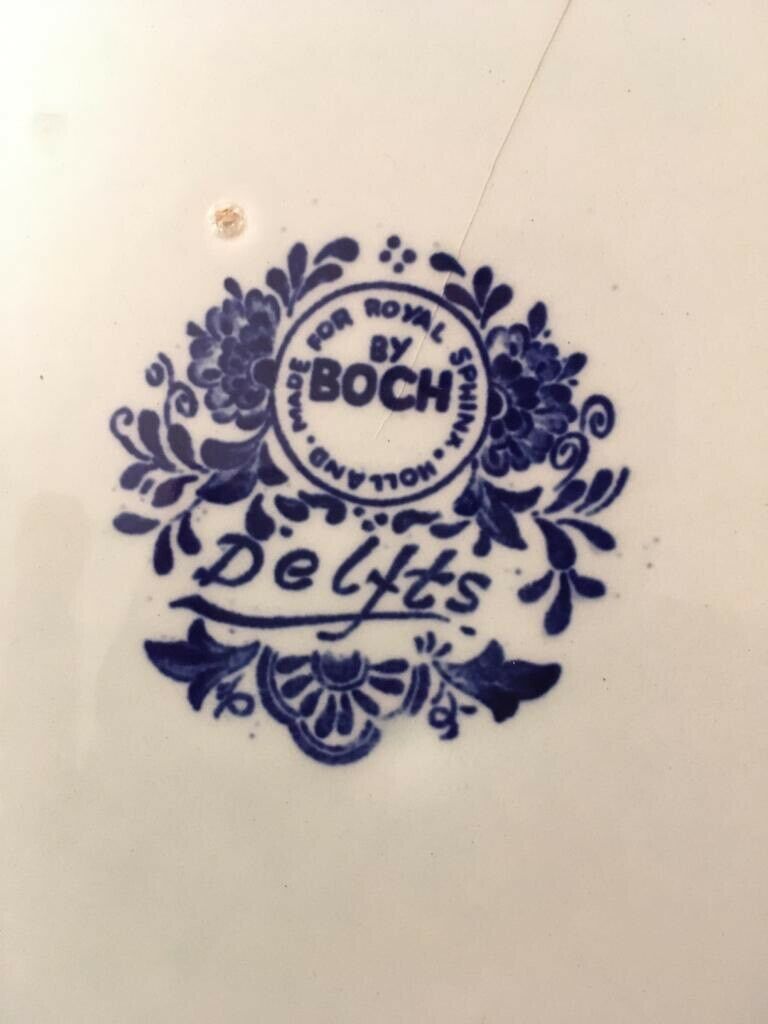 MADE FOR ROYAL SPHINX • HOLLAND •
BY
BOCH
Delfts